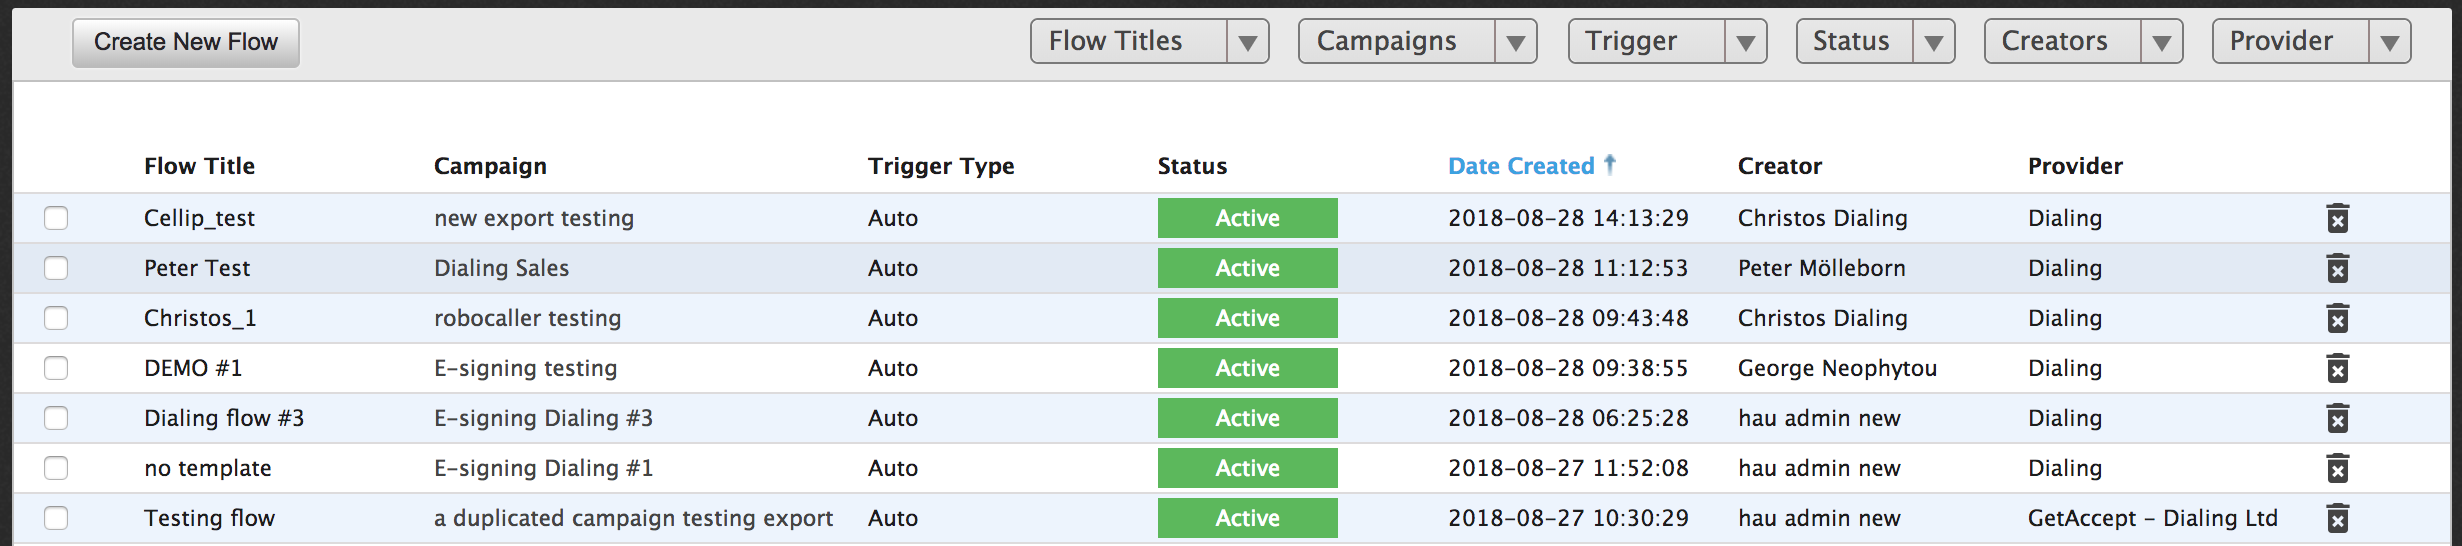 Create New Flow Flow Titles Campaigns Trigger Status Creators Provider
Flow Title Campaign Trigger Type Status Date Created Creator Provider
Cellip_test new export testing Auto Active 2018-08-28 14:13:29 Christos Dialing Dialing
Peter Test Dialing Sales Auto Active 2018-08-28 11:12:53 Peter Mölleborn Dialing
Christos_1 robocaller testing Auto Active 2018-08-28 09:43:48 Christos Dialing Dialing
DEMO #1 E-signing testing Auto Active 2018-08-28 09:38:55 George Neophytou Dialing
Dialing flow #3 E-signing Dialing #3 Auto Active 2018-08-28 06:25:28 hau admin new Dialing
no template E-signing Dialing #1 Auto Active 2018-08-27 11:52:08 hau admin new Dialing
Testing flow a duplicated campaign testing export Auto Active 2018-08-27 10:30:29 hau admin new GetAccept - Dialing Ltd